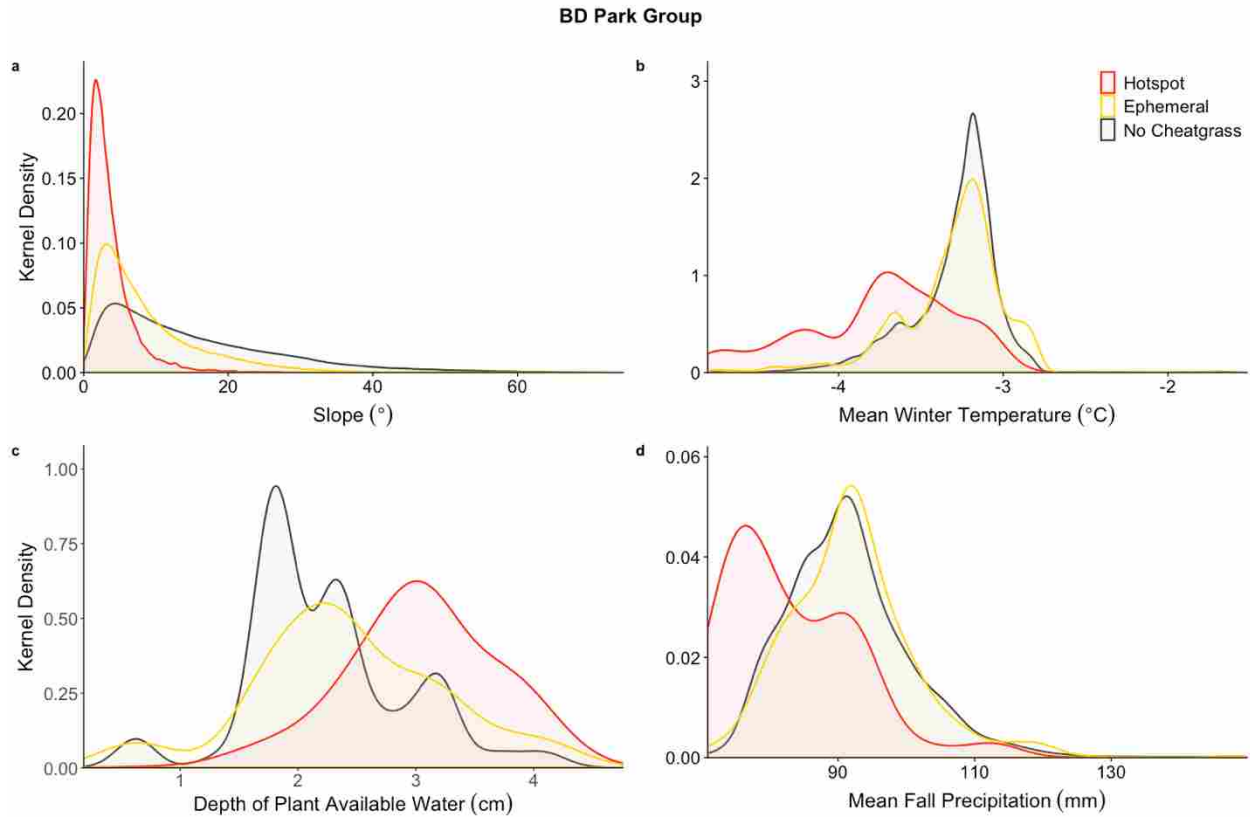 BD Park Group
a
Kernel Density
0.20
0.15
0.10
0.05
0.00
0
20
40
60
Slope (°)
b
3
2
1
0
-4
-3
-2
Mean Winter Temperature (°C)
Hotspot
Ephemeral
No Cheatgrass
c
Kernel Density
1.00
0.75
0.50
0.25
0.00
1
2
3
4
Depth of Plant Available Water (cm)
d
0.06
0.04
0.02
0.00
90
110
130
Mean Fall Precipitation (mm)